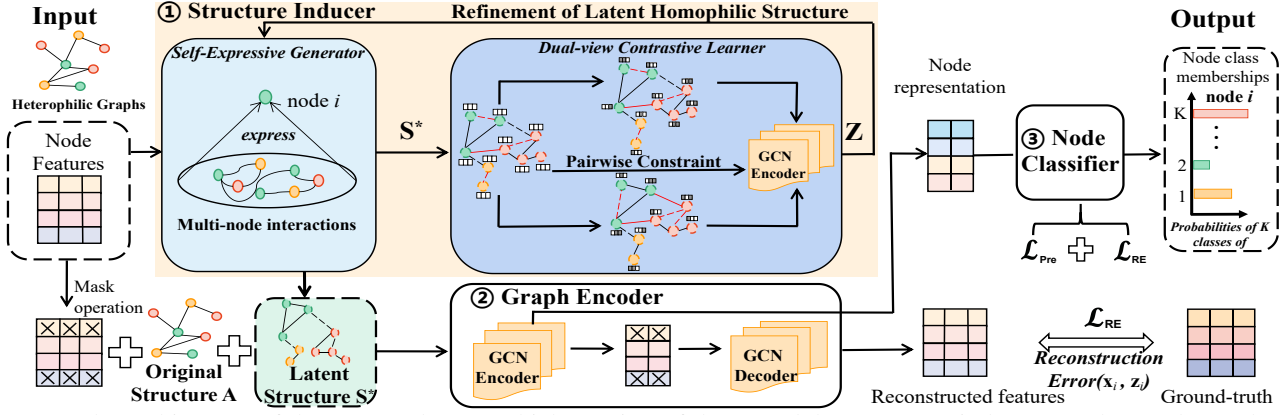 Input
Heterophilic Graphs
Node
Features
① Structure Inducer
Refinement of Latent Homophilic Structure
Self-Expressive Generator
node i
express
Multi-node interactions
S*
Dual-view Contrastive Learner
Pairwise Constraint
GCN
Encoder
Z
Node
representation
③ Node
Classifier
ℒPre
ℒRE
Output
Node class
memberships
node i
K
2
1
Probabilities of K
classes of
Mask
operation
Original
Structure A
Latent
Structure S*
② Graph Encoder
GCN
Encoder
GCN
Decoder
Reconstructed features
ℒRE
Reconstruction
Error(xi , zi)
Ground-truth